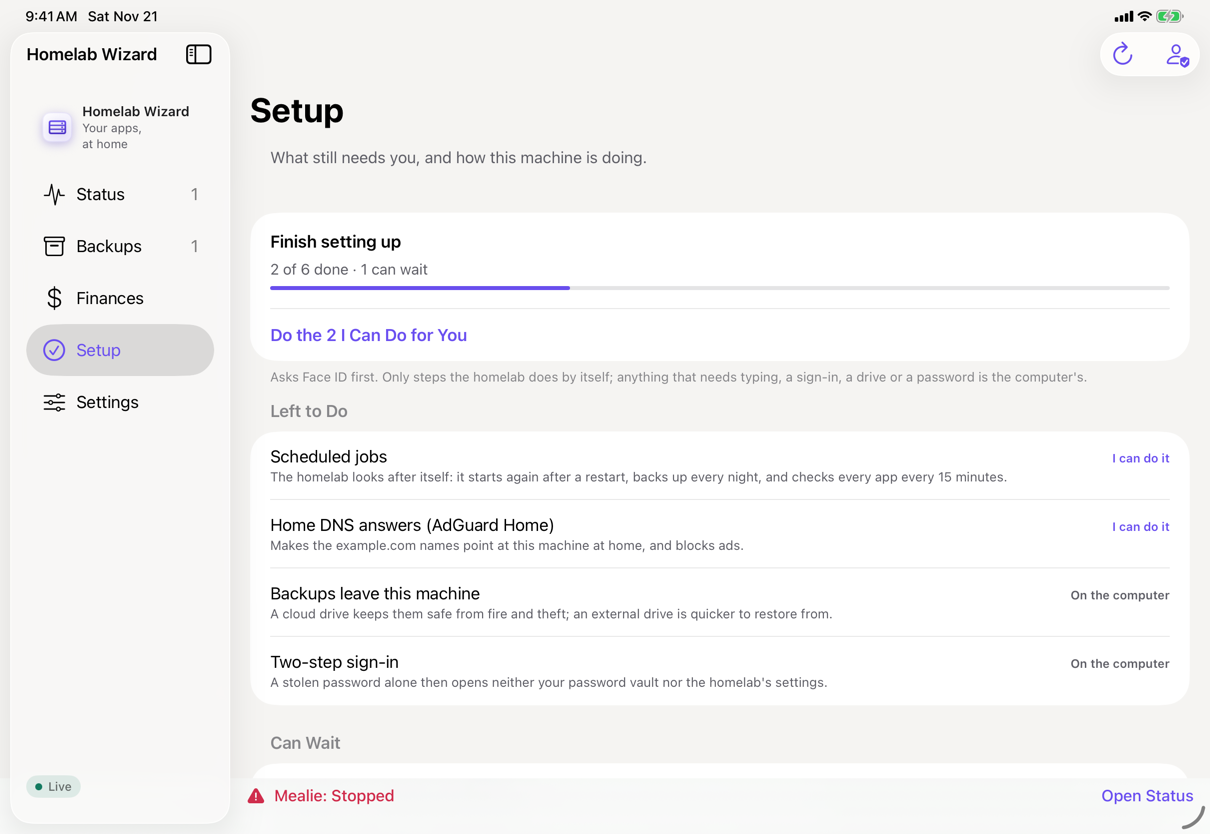 9:41 AM Sat Nov 21
Homelab Wizard
Homelab Wizard
Your apps,
at home
Status 1
Backups 1
Finances
Setup
Settings
Live
Setup
What still needs you, and how this machine is doing.
Finish setting up
2 of 6 done · 1 can wait
Do the 2 I Can Do for You
Asks Face ID first. Only steps the homelab does by itself; anything that needs typing, a sign-in, a drive or a password is the computer's.
Left to Do
Scheduled jobs
I can do it
The homelab looks after itself: it starts again after a restart, backs up every night, and checks every app every 15 minutes.
Home DNS answers (AdGuard Home)
I can do it
Makes the example.com names point at this machine at home, and blocks ads.
Backups leave this machine
On the computer
A cloud drive keeps them safe from fire and theft; an external drive is quicker to restore from.
Two-step sign-in
On the computer
A stolen password alone then opens neither your password vault nor the homelab's settings.
Can Wait
Mealie: Stopped
Open Status